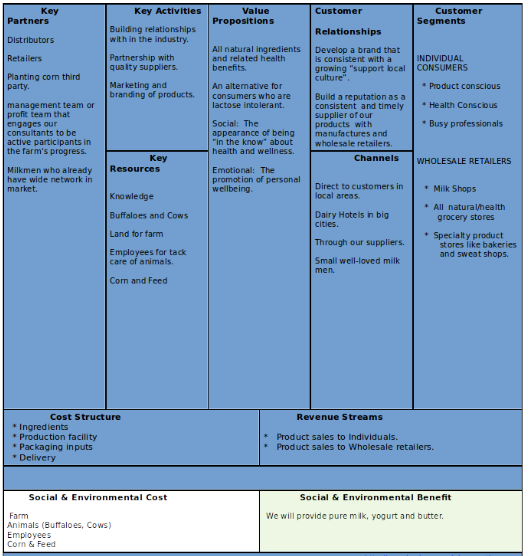 Key
Partners
Distributors
Retailers
Planting corn third
party.
management team or
profit team that
engages our
consultants to be
active participants in
the farm's progress.
Milkmen who already
have wide network in
market.
Key Activities
Building relationships
with in the industry.
Partnership with
quality suppliers.
Marketing and
branding of products.
Key
Resources
Knowledge
Buffaloes and Cows
Land for farm
Employees for tack
care of animals.
Corn and Feed
Value
Propositions
All natural ingredients
and related health
benefits.
An alternative for
consumers who are
lactose intolerant.
Social: The
appearance of being
"in the know" about
health and wellness.
Emotional: The
promotion of personal
wellbeing.
Customer
Relationships
Develop a brand that
is consistent with a
growing "support local
culture".
Build a reputation as a
consistent and timely
supplier of our
products with
manufactures and
wholesale retailers.
Channels
Direct to customers in
local areas.
Dairy Hotels in big
cities.
Through our suppliers.
Small well-loved milk
men.
Customer
Segments
INDIVIDUAL
CONSUMERS
* Product conscious
* Health Conscious
* Busy professionals
WHOLESALE RETAILERS
* Milk Shops
* All natural/health
grocery stores
* Specialty product
stores like bakeries
and sweat shops.
Cost Structure
* Ingredients
* Production facility
* Packaging inputs
* Delivery
Revenue Streams
* Product sales to Individuals.
* Product sales to Wholesale retailers.
Social & Environmental Cost
Farm
Animals (Buffaloes, Cows)
Employees
Corn & Feed
Social & Environmental Benefit
We will provide pure milk, yogurt and butter.